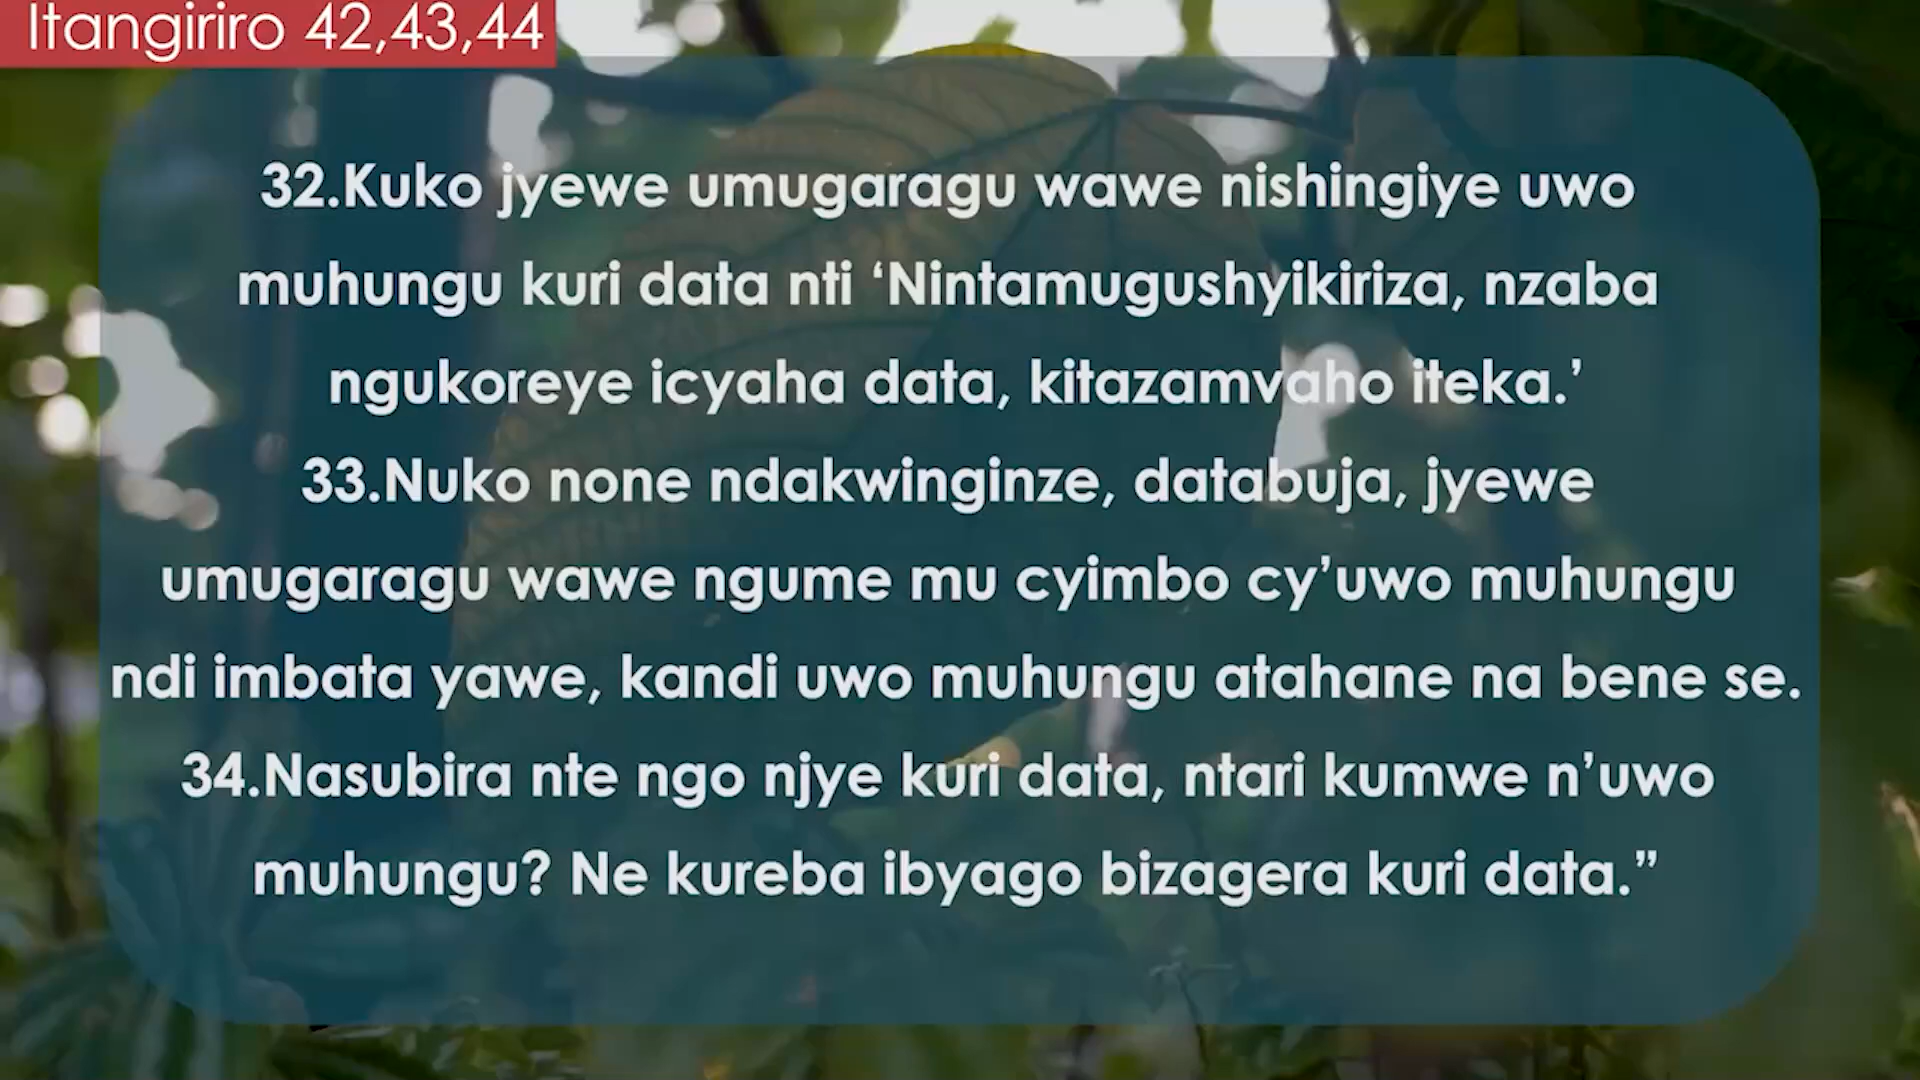 Itangiriro 42,43,44
32.Kuko jyewe umugaragu wawe nishingiye uwo
muhungu kuri data nti ‘Nintamugushyikiriza, nzaba
ngukoreye icyaha data, kitazamvaho iteka.’
33.Nuko none ndakwinginze, databuja, jyewe
umugaragu wawe ngume mu cyimbo cy’uwo muhungu
ndi imbata yawe, kandi uwo muhungu atahane na bene se.
34.Nasubira nte ngo njye kuri data, ntari kumwe n’uwo
muhungu? Ne kureba ibyago bizagera kuri data.”